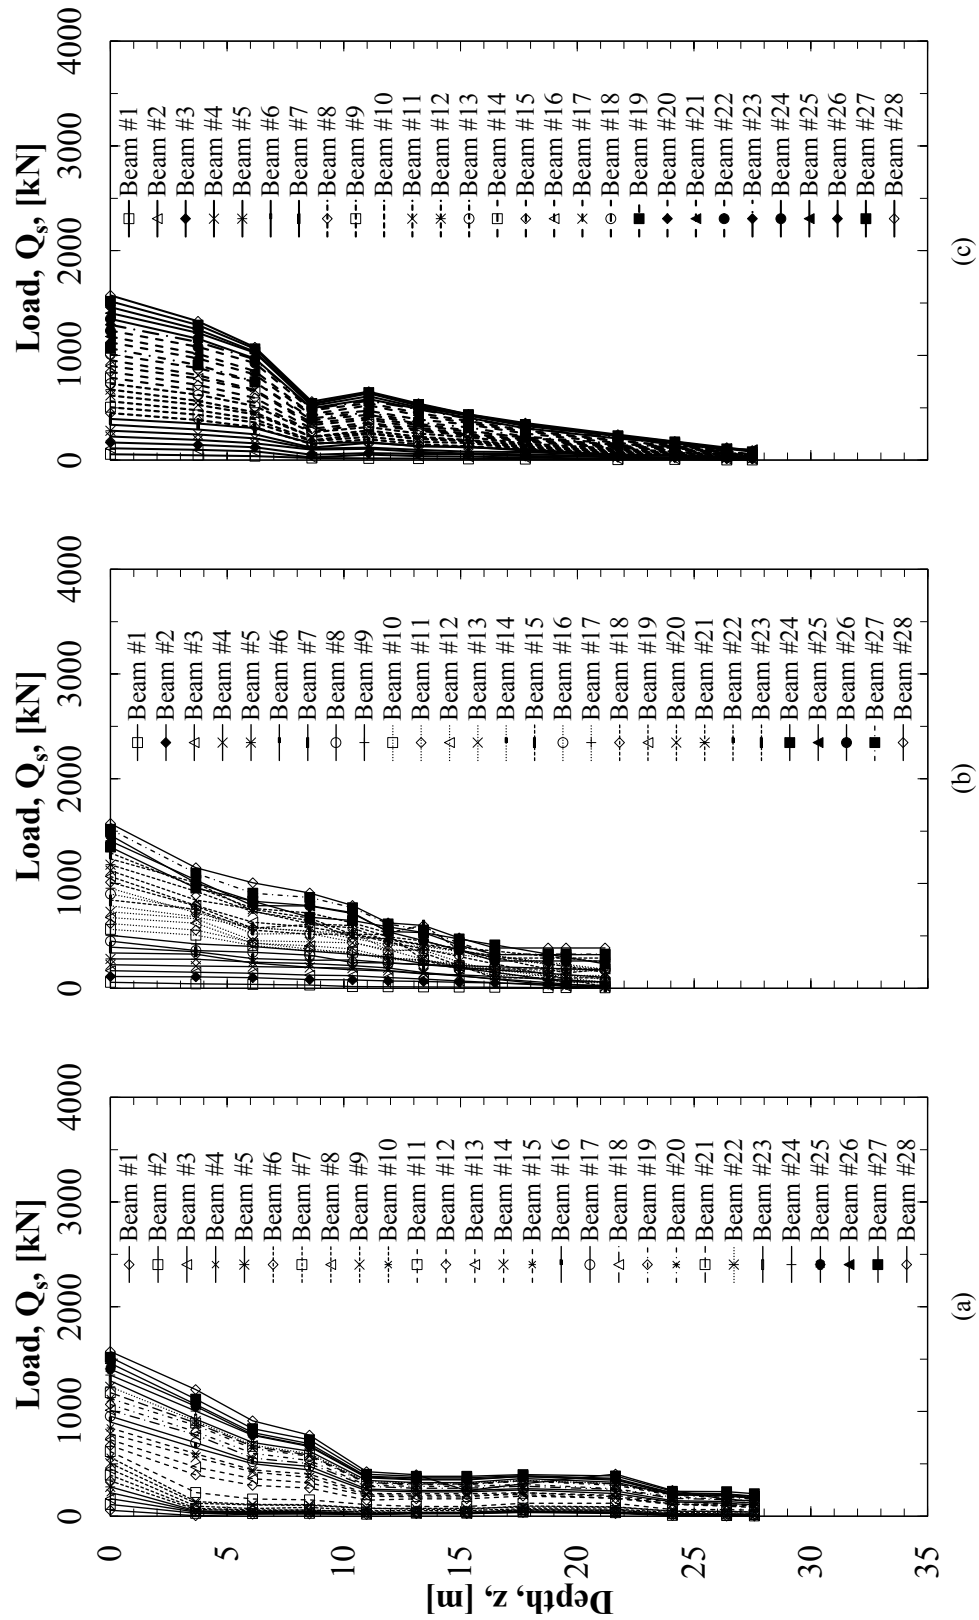 Load, Qs, [kN]
0 1000 2000 3000 4000
Depth, z, [m]
0
5
10
15
20
25
30
35
Beam #1
Beam #2
Beam #3
Beam #4
Beam #5
Beam #6
Beam #7
Beam #8
Beam #9
Beam #10
Beam #11
Beam #12
Beam #13
Beam #14
Beam #15
Beam #16
Beam #17
Beam #18
Beam #19
Beam #20
Beam #21
Beam #22
Beam #23
Beam #24
Beam #25
Beam #26
Beam #27
Beam #28
(a)
Load, Qs, [kN]
0 1000 2000 3000 4000
Beam #1
Beam #2
Beam #3
Beam #4
Beam #5
Beam #6
Beam #7
Beam #8
Beam #9
Beam #10
Beam #11
Beam #12
Beam #13
Beam #14
Beam #15
Beam #16
Beam #17
Beam #18
Beam #19
Beam #20
Beam #21
Beam #22
Beam #23
Beam #24
Beam #25
Beam #26
Beam #27
Beam #28
(b)
Load, Qs, [kN]
0 1000 2000 3000 4000
Beam #1
Beam #2
Beam #3
Beam #4
Beam #5
Beam #6
Beam #7
Beam #8
Beam #9
Beam #10
Beam #11
Beam #12
Beam #13
Beam #14
Beam #15
Beam #16
Beam #17
Beam #18
Beam #19
Beam #20
Beam #21
Beam #22
Beam #23
Beam #24
Beam #25
Beam #26
Beam #27
Beam #28
(c)